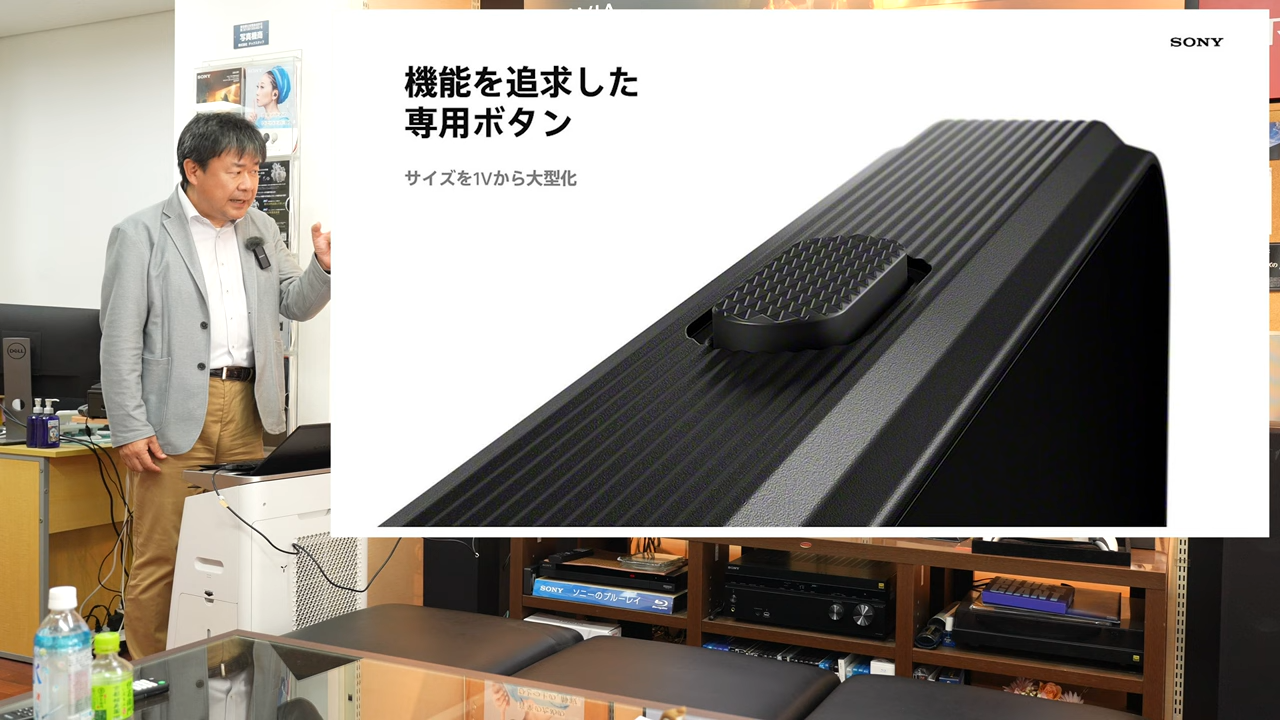 SONY
機能を追求した
専用ボタン
サイズを1Vから大型化
写真機商
SONY
DELL
SONY ソニーのブルーレイ